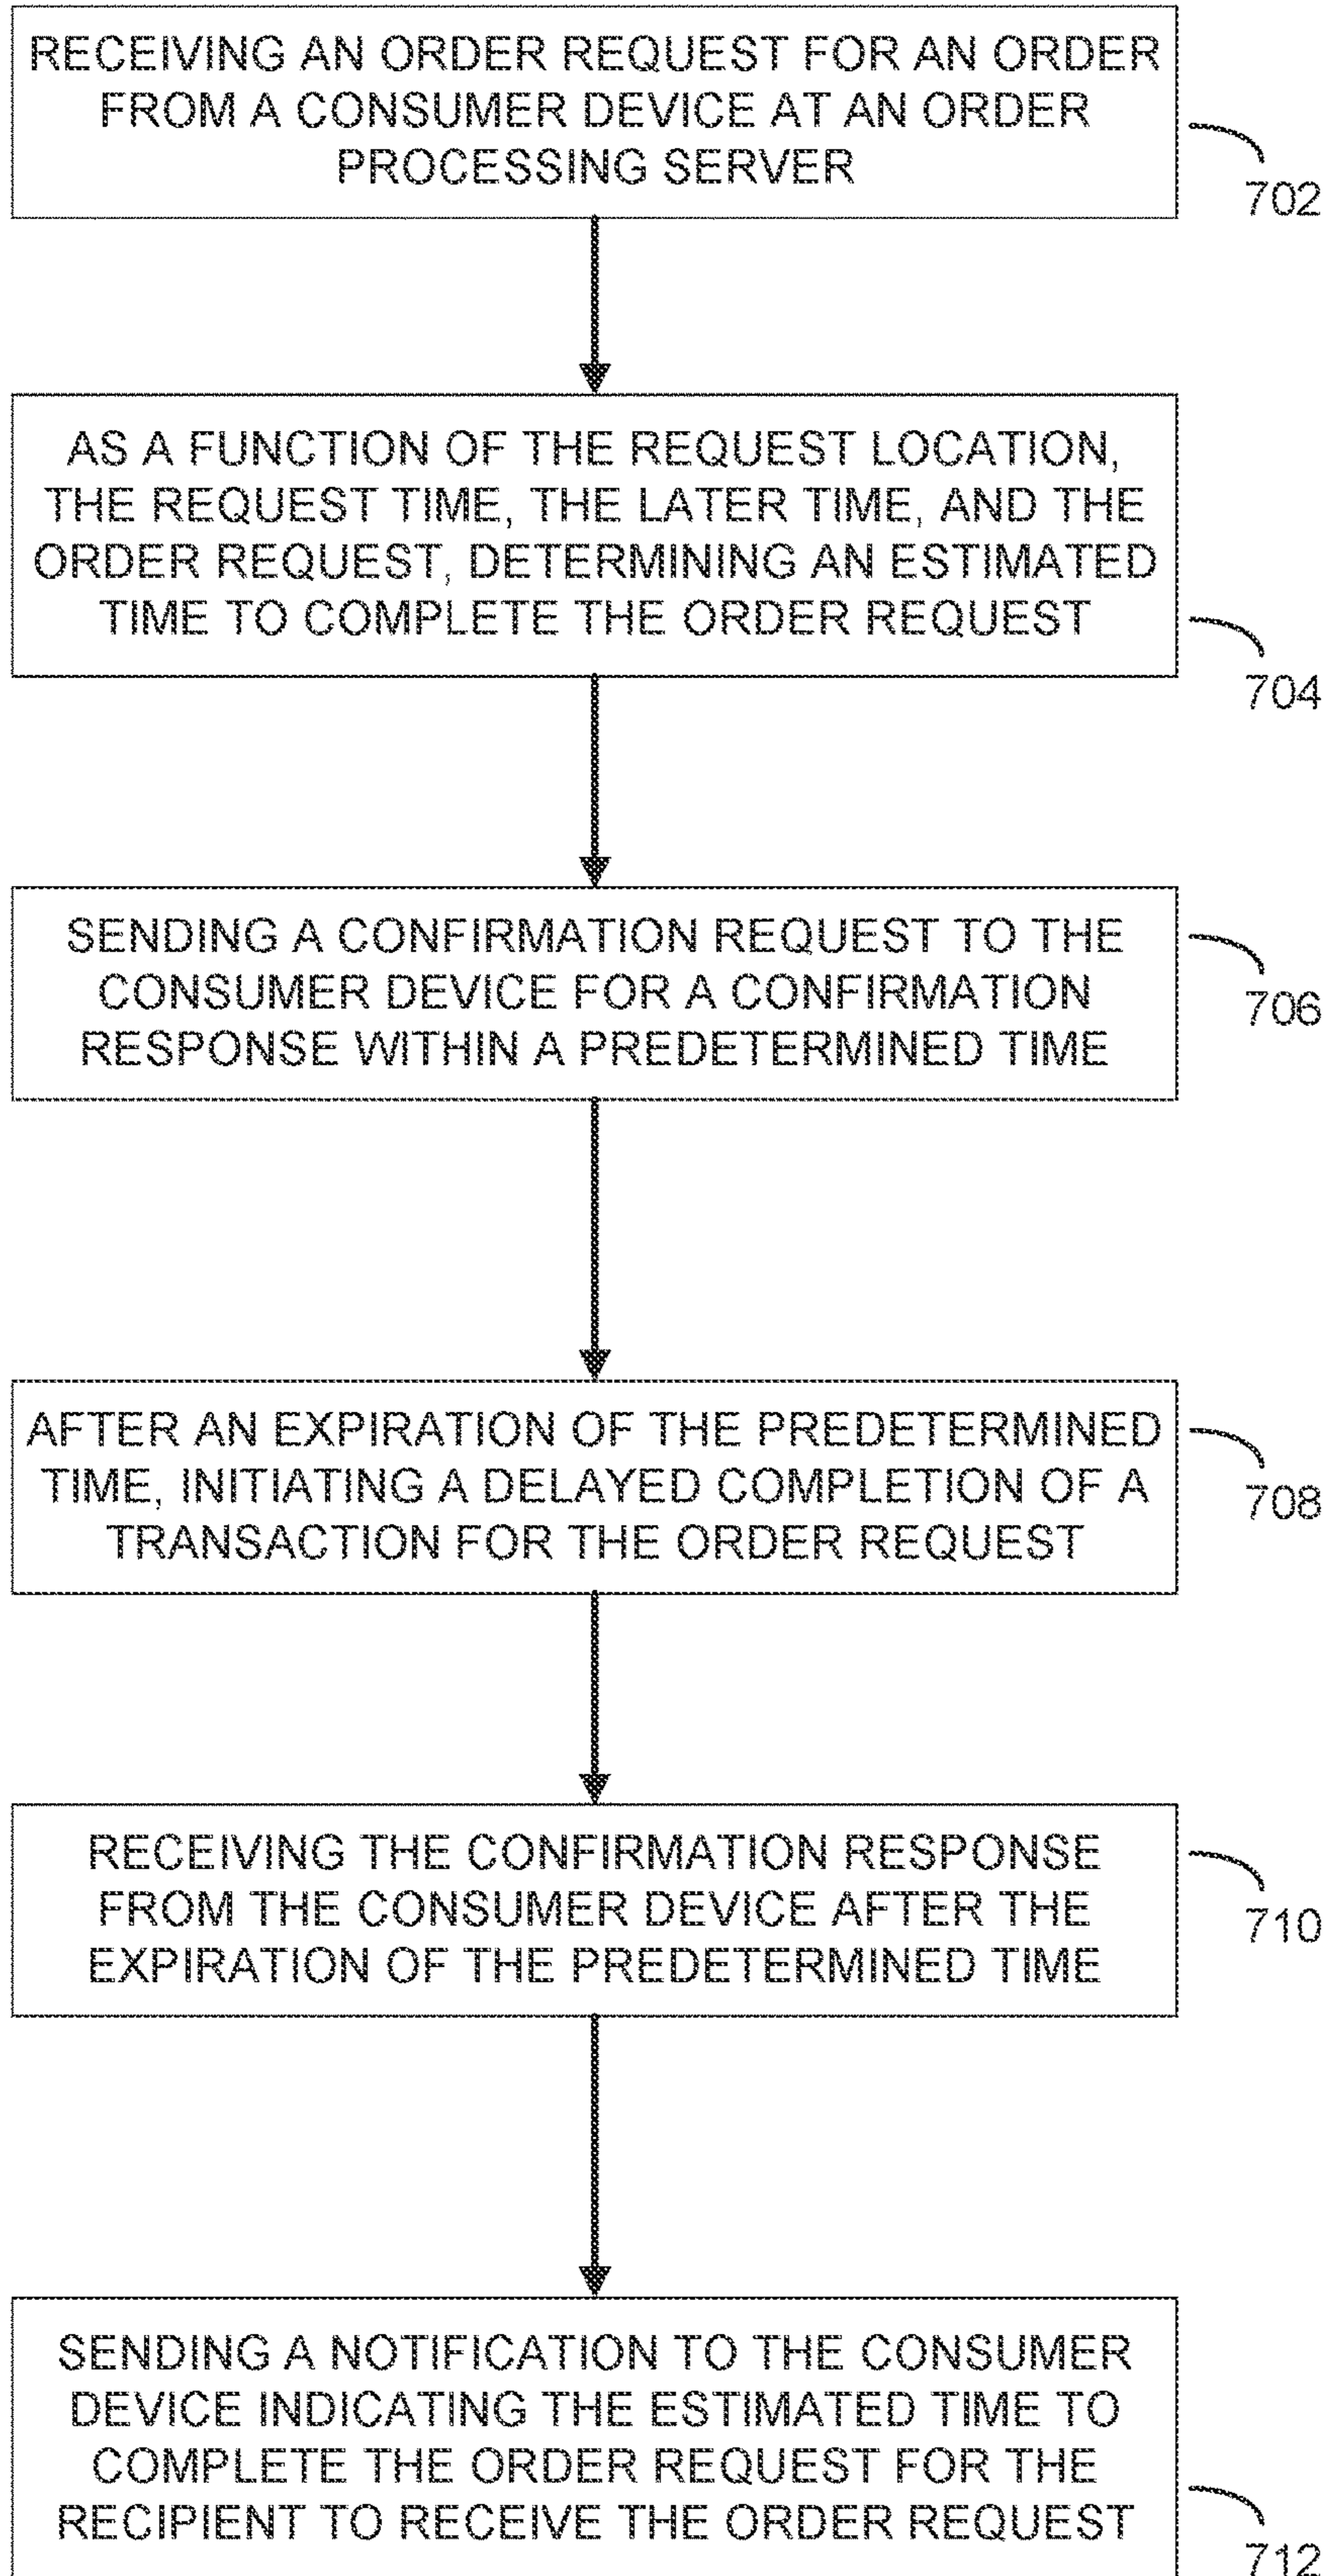 RECEIVING AN ORDER REQUEST FOR AN ORDER
FROM A CONSUMER DEVICE AT AN ORDER
PROCESSING SERVER
702
AS A FUNCTION OF THE REQUEST LOCATION,
THE REQUEST TIME, THE LATER TIME, AND THE
ORDER REQUEST, DETERMINING AN ESTIMATED
TIME TO COMPLETE THE ORDER REQUEST
704
SENDING A CONFIRMATION REQUEST TO THE
CONSUMER DEVICE FOR A CONFIRMATION
RESPONSE WITHIN A PREDETERMINED TIME
706
AFTER AN EXPIRATION OF THE PREDETERMINED
TIME, INITIATING A DELAYED COMPLETION OF A
TRANSACTION FOR THE ORDER REQUEST
708
RECEIVING THE CONFIRMATION RESPONSE
FROM THE CONSUMER DEVICE AFTER THE
EXPIRATION OF THE PREDETERMINED TIME
710
SENDING A NOTIFICATION TO THE CONSUMER
DEVICE INDICATING THE ESTIMATED TIME TO
COMPLETE THE ORDER REQUEST FOR THE
RECIPIENT TO RECEIVE THE ORDER REQUEST
712